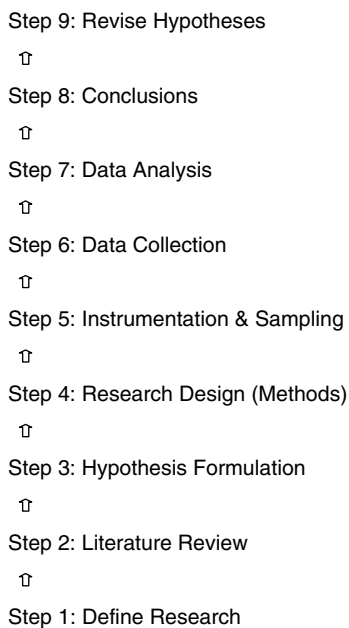 Step 9: Revise Hypotheses
⇧
Step 8: Conclusions
⇧
Step 7: Data Analysis
⇧
Step 6: Data Collection
⇧
Step 5: Instrumentation & Sampling
⇧
Step 4: Research Design (Methods)
⇧
Step 3: Hypothesis Formulation
⇧
Step 2: Literature Review
⇧
Step 1: Define Research